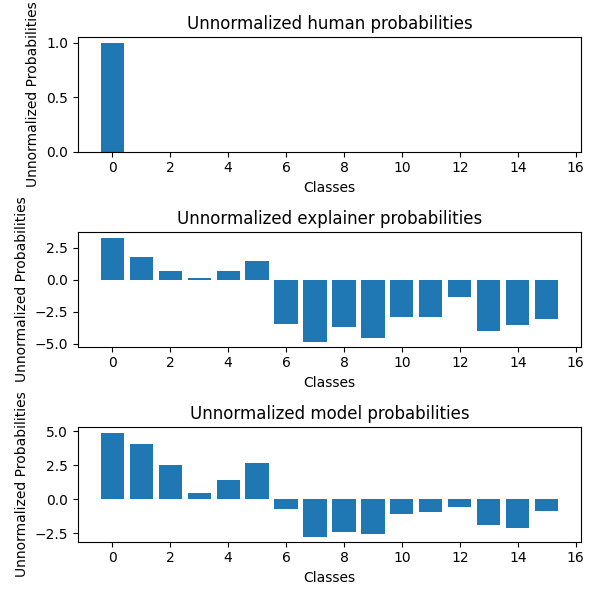 Unnormalized human probabilities
Unnormalized Probabilities
1.0
0.5
0.0
0 2 4 6 8 10 12 14 16
Classes
Unnormalized explainer probabilities
Unnormalized Probabilities
2.5
0.0
−2.5
−5.0
0 2 4 6 8 10 12 14 16
Classes
Unnormalized model probabilities
Unnormalized Probabilities
5.0
2.5
0.0
−2.5
0 2 4 6 8 10 12 14 16
Classes